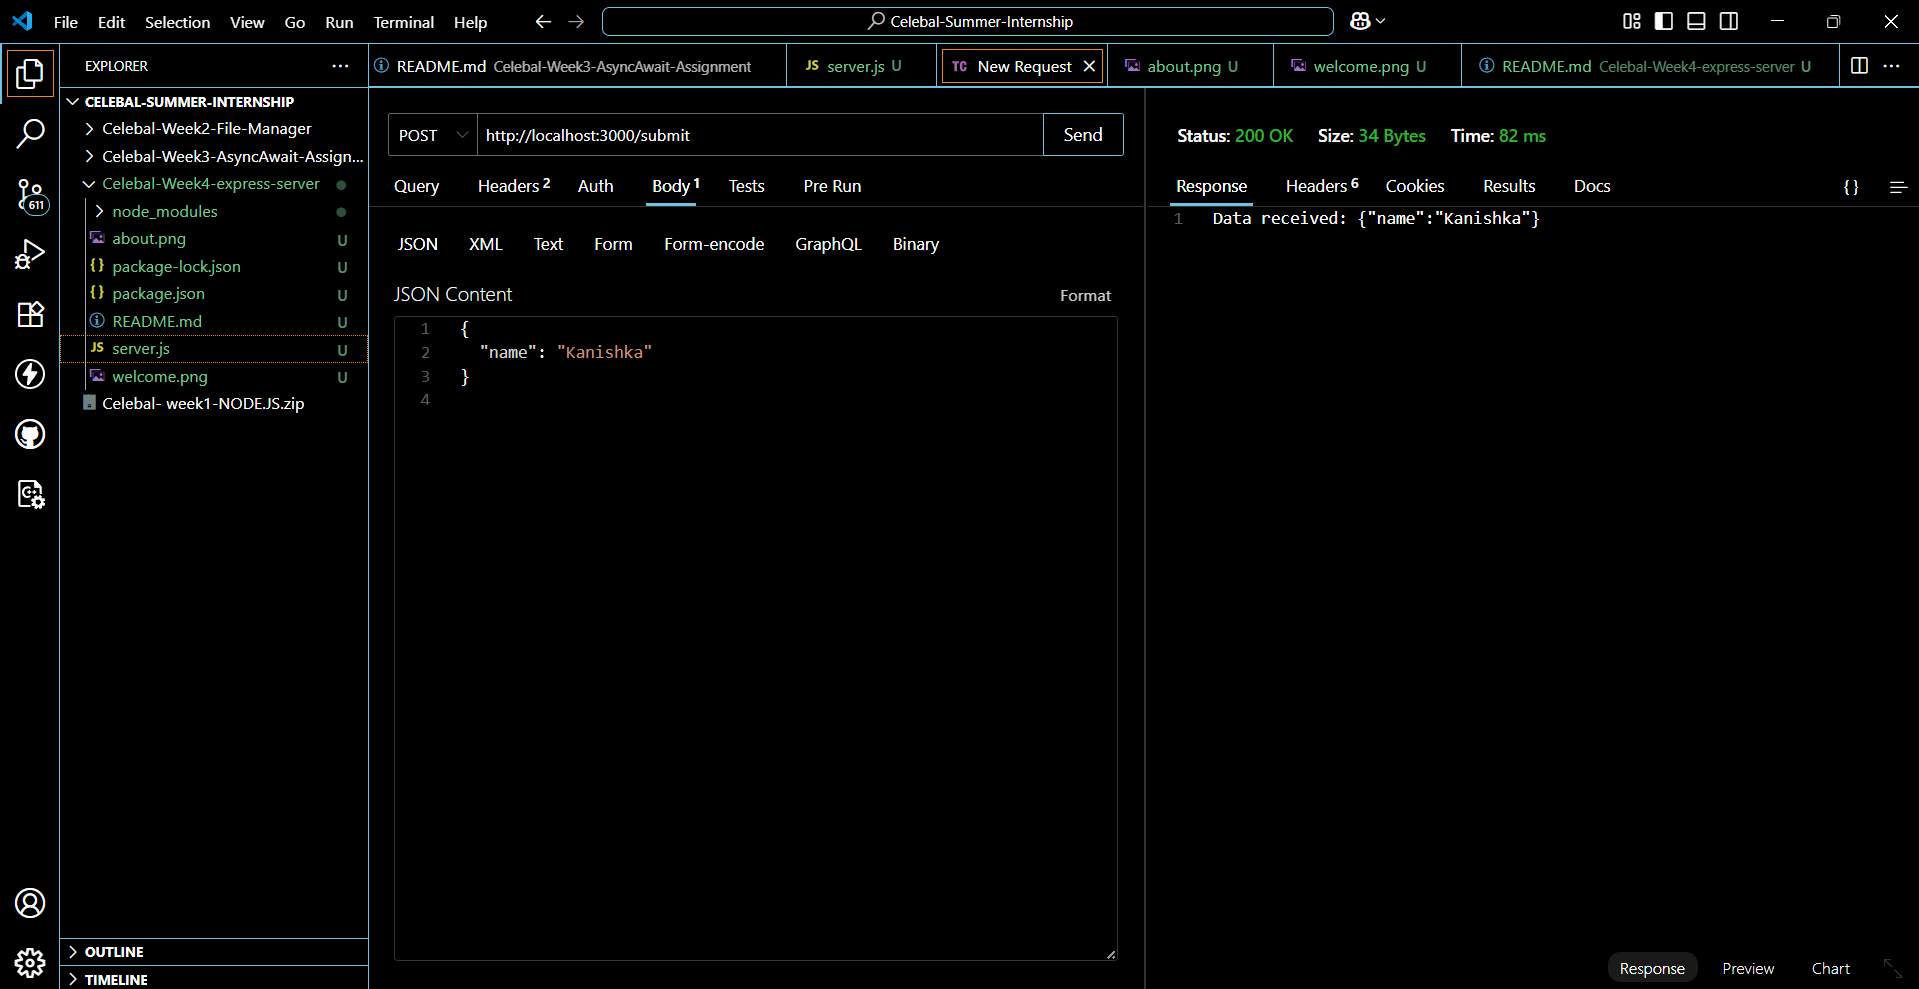 File Edit Selection View Go Run Terminal Help
Celebal-Summer-Internship
EXPLORER
README.md Celebal-Week3-AsyncAwait-Assignment
JS server.js U
TC New Request
about.png U
welcome.png U
README.md Celebal-Week4-express-server U
CELEBAL-SUMMER-INTERNSHIP
Celebal-Week2-File-Manager
Celebal-Week3-AsyncAwait-Assign...
Celebal-Week4-express-server
node_modules
about.png U
{} package-lock.json U
{} package.json U
README.md U
JS server.js U
welcome.png U
Celebal- week1-NODE.JS.zip
611
OUTLINE
TIMELINE
POST http://localhost:3000/submit Send
Query Headers 2 Auth Body 1 Tests Pre Run
JSON XML Text Form Form-encode GraphQL Binary
JSON Content Format
1 {
2 "name": "Kanishka"
3 }
4
Status: 200 OK Size: 34 Bytes Time: 82 ms
Response Headers 6 Cookies Results Docs {}
1 Data received: {"name":"Kanishka"}
Response Preview Chart